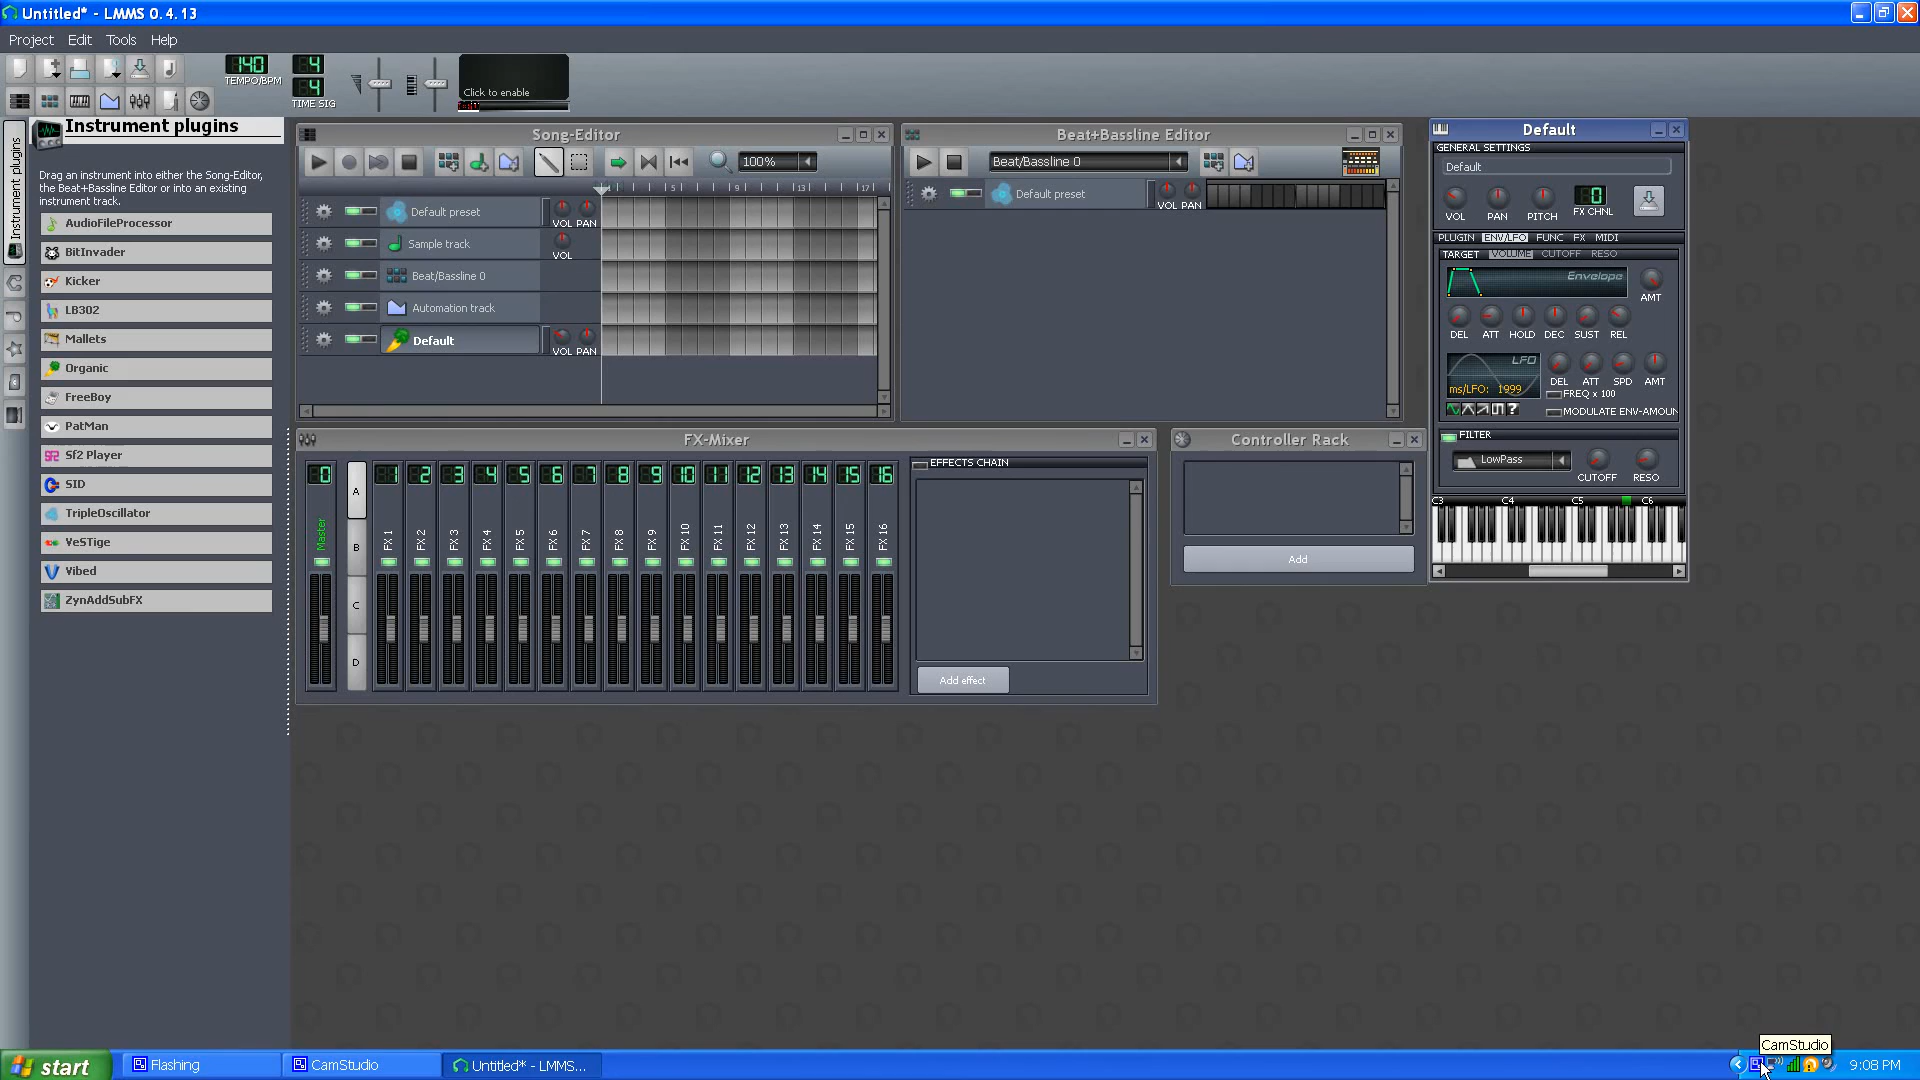 Untitled* - LMMS 0.4.13
Project Edit Tools Help
140
TEMPO/BPM
4
4
TIME SIG
Click to enable
Instrument plugins
Instrument plugins
Drag an instrument into either the Song-Editor,
the Beat+Bassline Editor or into an existing
instrument track.
AudioFileProcessor
BitInvader
Kicker
LB302
Mallets
Organic
FreeBoy
PatMan
Sf2 Player
SID
TripleOscillator
VeSTige
Vibed
ZynAddSubFX
Song-Editor
100%
1 5 9 13 17
Default preset VOL PAN
Sample track VOL
Beat/Bassline 0
Automation track
Default VOL PAN
Beat+Bassline Editor
Beat/Bassline 0
Default preset VOL PAN
Default
GENERAL SETTINGS
Default
0
VOL PAN PITCH FX CHNL
PLUGIN ENV/LFO FUNC FX MIDI
TARGET VOLUME CUTOFF RESO
Envelope
AMT
DEL ATT HOLD DEC SUST REL
LFO
ms/LFO: 1999
DEL ATT SPD AMT
FREQ x 100
MODULATE ENV-AMOUN
FILTER
LowPass
CUTOFF RESO
C3 C4 C5 C6
FX-Mixer
0 1 2 3 4 5 6 7 8 9 10 11 12 13 14 15 16
Master
A
B
C
D
FX 1 FX 2 FX 3 FX 4 FX 5 FX 6 FX 7 FX 8 FX 9 FX 10 FX 11 FX 12 FX 13 FX 14 FX 15 FX 16
EFFECTS CHAIN
Add effect
Controller Rack
Add
CamStudio
start
Flashing
CamStudio
Untitled* - LMMS...
9:08 PM